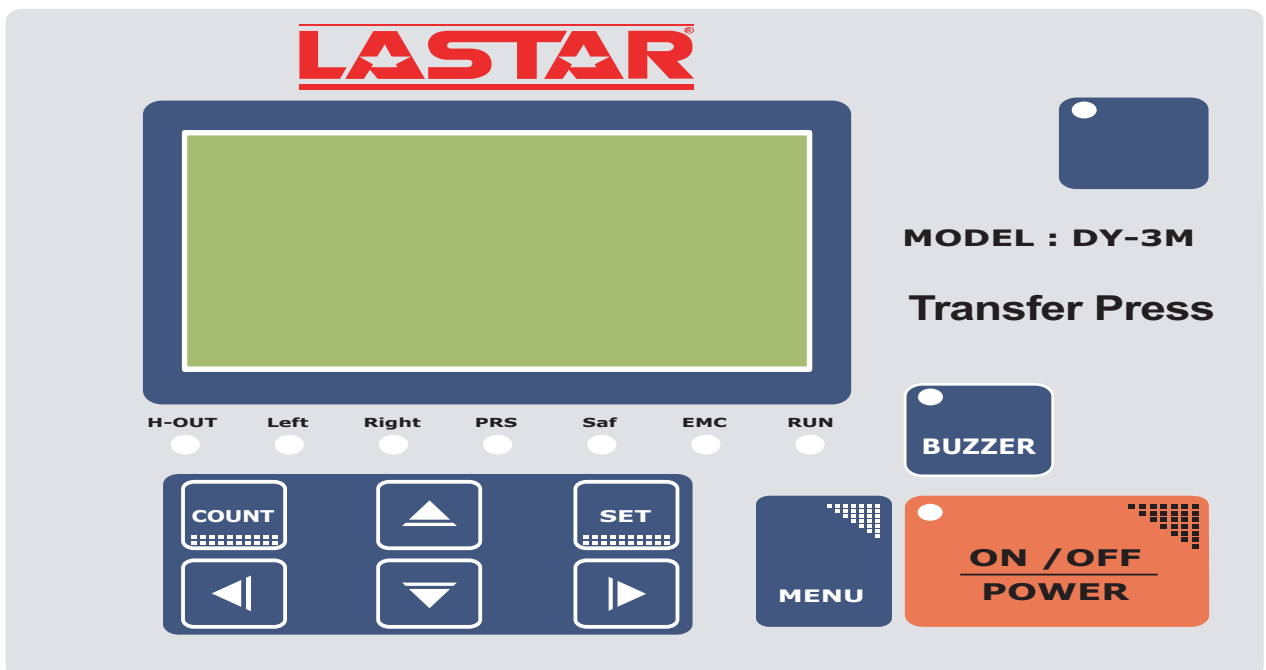 LASTAR®
MODEL : DY-3M
Transfer Press
H-OUT Left Right PRS Saf EMC RUN
BUZZER
COUNT SET
MENU
ON /OFF
POWER